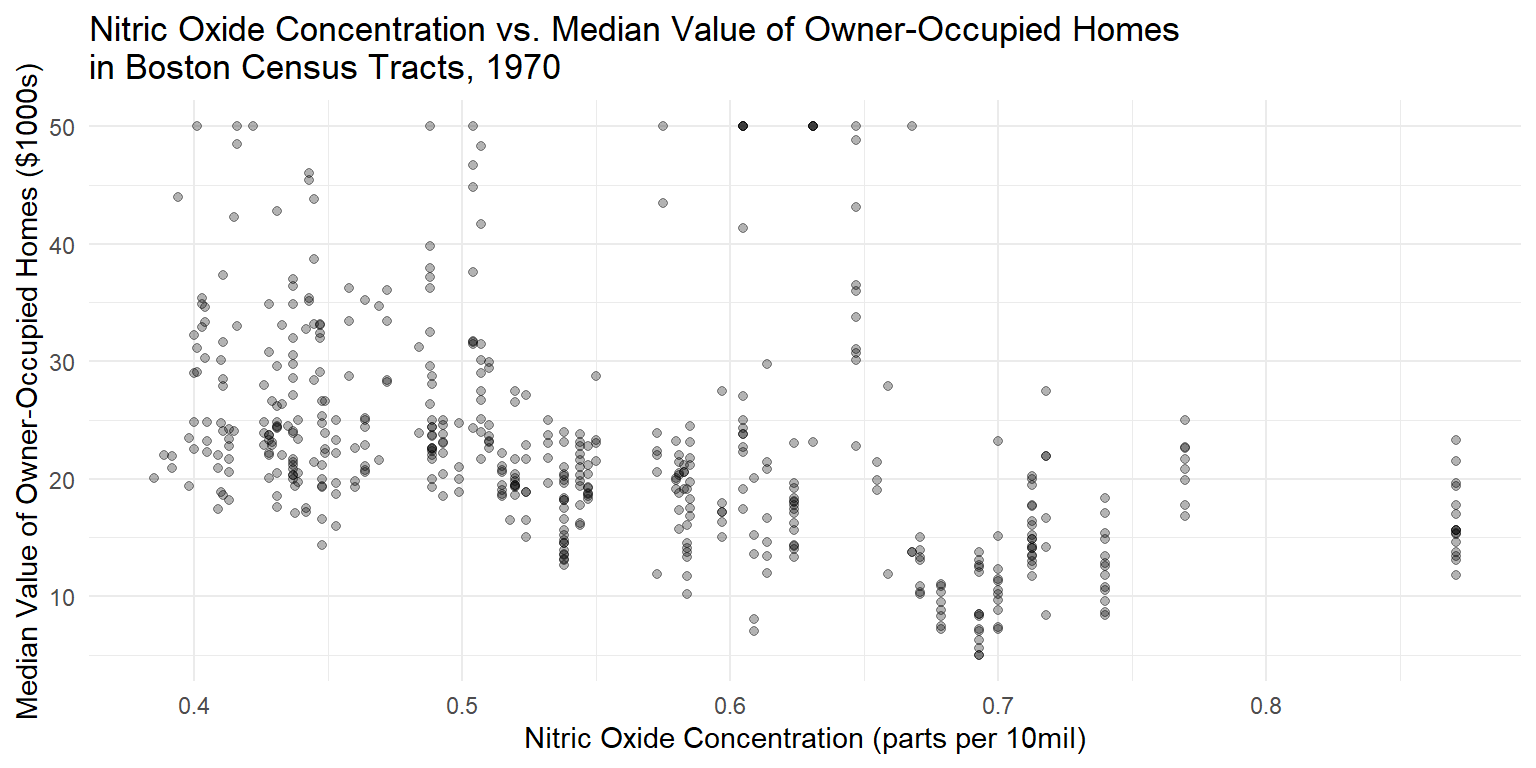 Nitric Oxide Concentration vs. Median Value of Owner-Occupied Homes
in Boston Census Tracts, 1970
Median Value of Owner-Occupied Homes ($1000s)
50
40
30
20
10
0.4 0.5 0.6 0.7 0.8
Nitric Oxide Concentration (parts per 10mil)